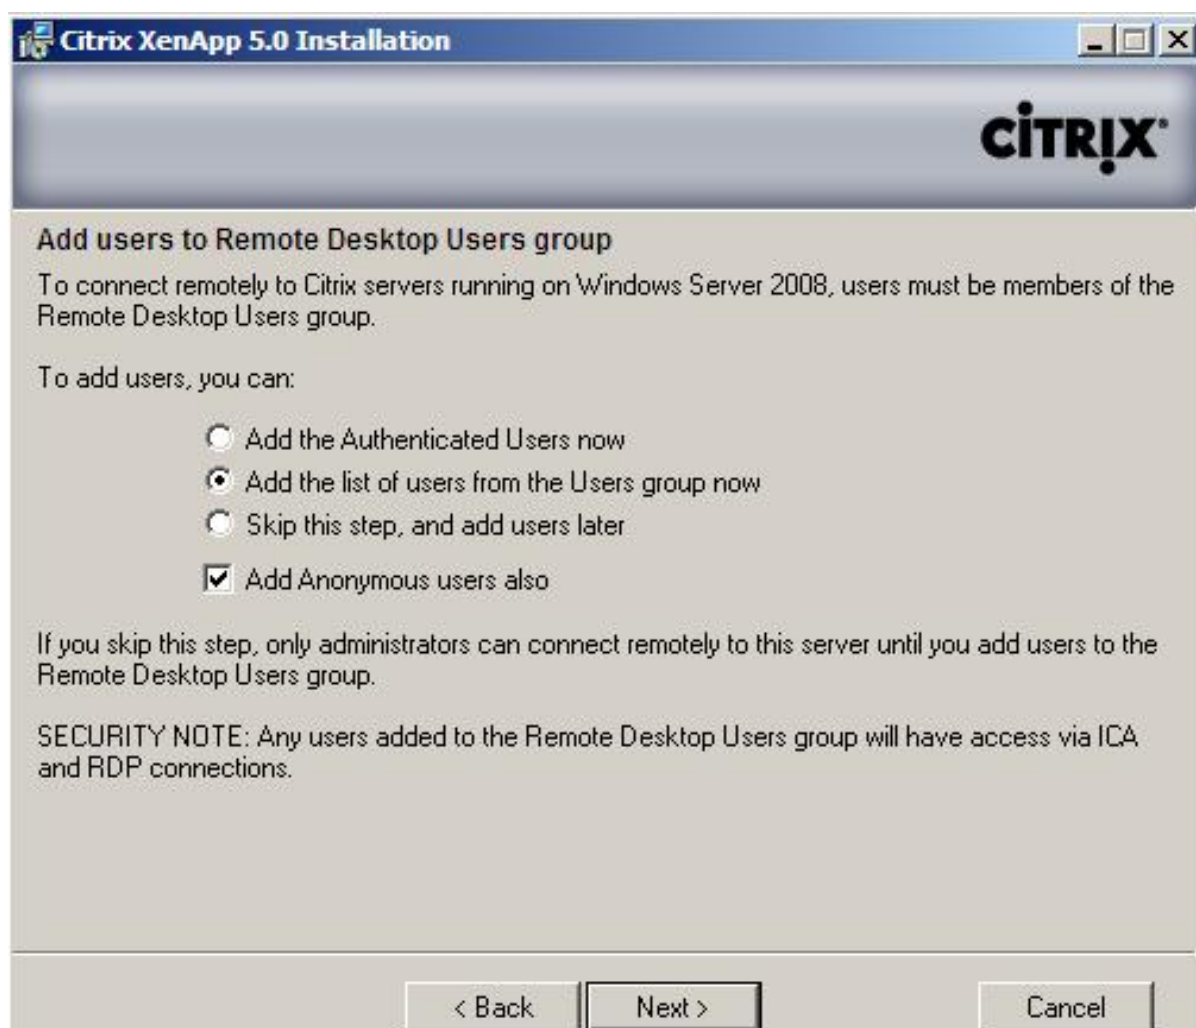 Citrix XenApp 5.0 Installation
CITRIX®
Add users to Remote Desktop Users group
To connect remotely to Citrix servers running on Windows Server 2008, users must be members of the
Remote Desktop Users group.
To add users, you can:
Add the Authenticated Users now
Add the list of users from the Users group now
Skip this step, and add users later
Add Anonymous users also
If you skip this step, only administrators can connect remotely to this server until you add users to the
Remote Desktop Users group.
SECURITY NOTE: Any users added to the Remote Desktop Users group will have access via ICA
and RDP connections.
< Back Next > Cancel